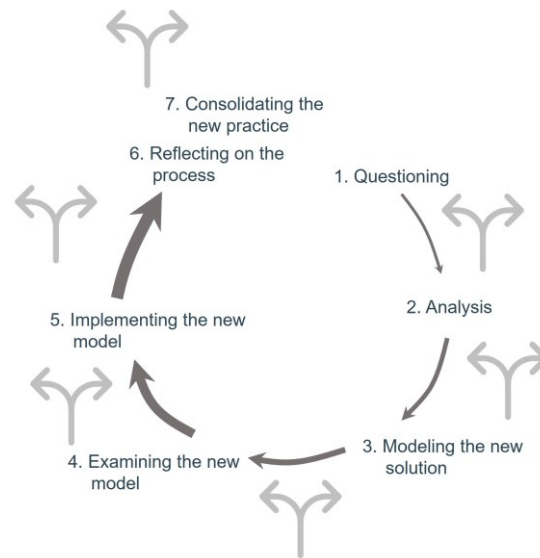 7. Consolidating the
new practice
6. Reflecting on the
process
1. Questioning
2. Analysis
5. Implementing the new
model
3. Modeling the new
solution
4. Examining the new
model